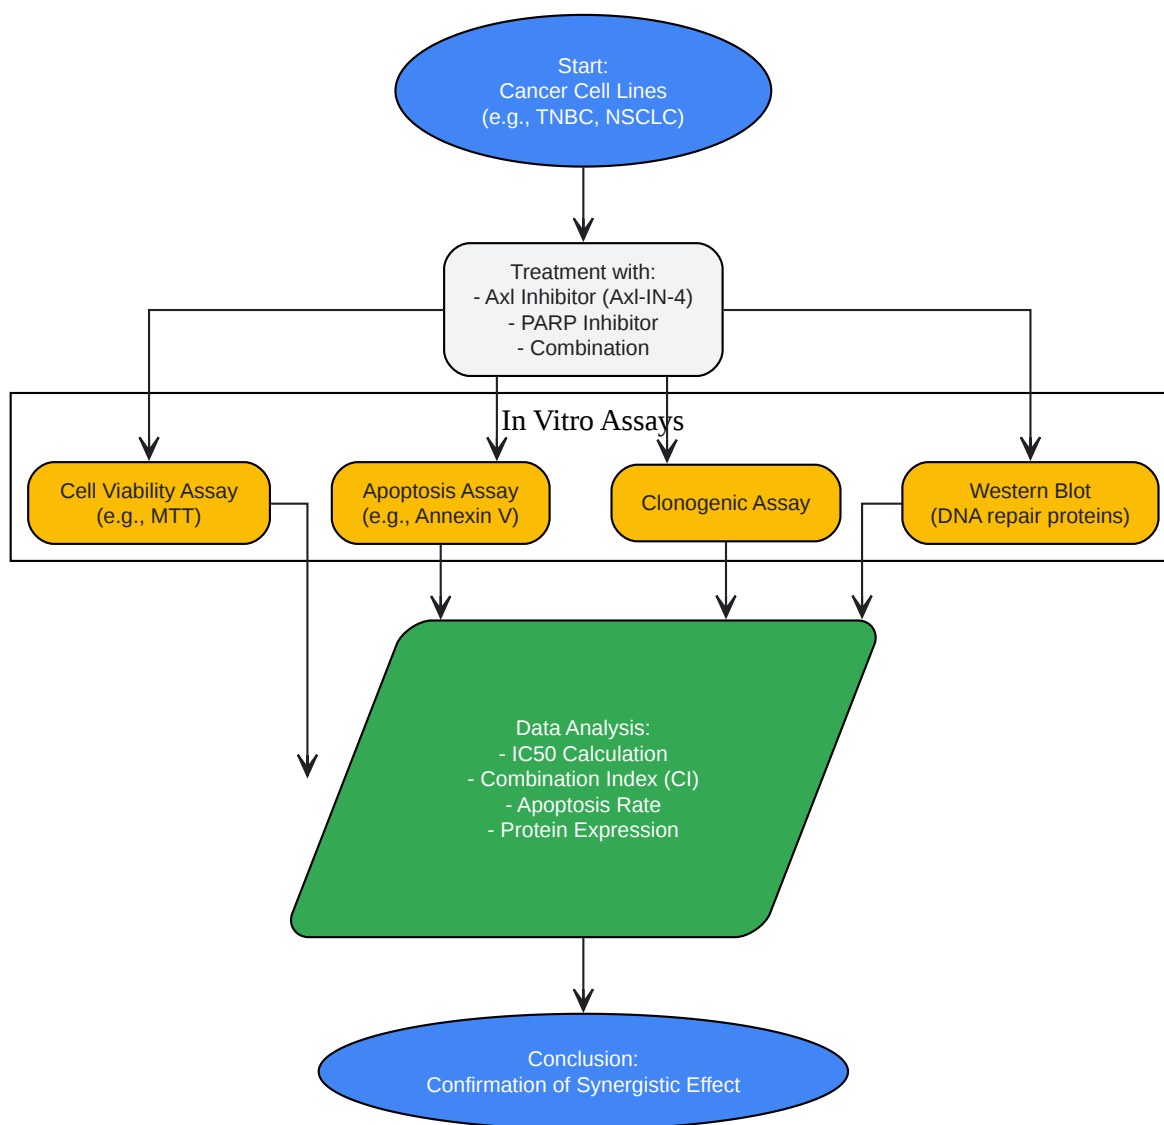 Start:
Cancer Cell Lines
(e.g., TNBC, NSCLC)
Treatment with:
- Axl Inhibitor (Axl-IN-4)
- PARP Inhibitor
- Combination
In Vitro Assays
Cell Viability Assay
(e.g., MTT)
Apoptosis Assay
(e.g., Annexin V)
Clonogenic Assay
Western Blot
(DNA repair proteins)
Data Analysis:
- IC50 Calculation
- Combination Index (CI)
- Apoptosis Rate
- Protein Expression
Conclusion:
Confirmation of Synergistic Effect